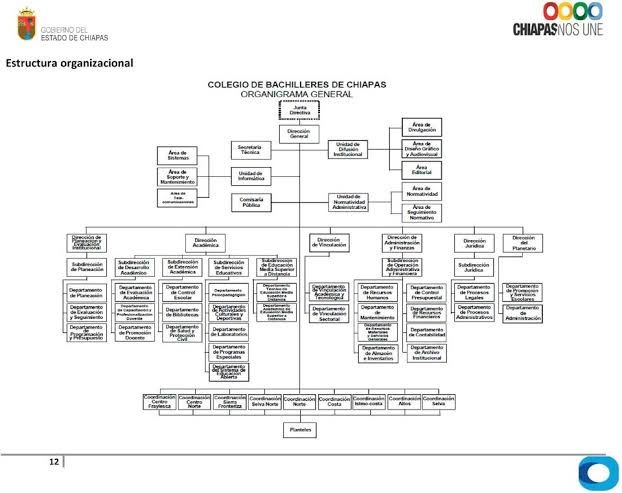 GOBIERNO DEL
ESTADO DE CHIAPAS
CHIAPASNOS UNE
Estructura organizacional
COLEGIO DE BACHILLERES DE CHIAPAS
ORGANIGRAMA GENERAL
Junta
Directiva
Dirección
General
Área de
Divulgación
Secretaría
Técnica
Unidad de
Difusión
Institucional
Área de
Diseño Gráfico
y Audiovisual
Área de
Sistemas
Área
Editorial
Área de
Soporte y
Mantenimiento
Unidad de
Informática
Área de
Tele-
comunicaciones
Comisaría
Pública
Unidad de
Normatividad
Administrativa
Área de
Normatividad
Área de
Seguimiento
Normativo
Dirección de
Planeación y
Evaluación
Institucional
Dirección
Académica
Dirección
de Vinculación
Dirección de
Administración
y Finanzas
Dirección
Jurídica
Dirección
del
Planetario
Subdirección
de Planeación
Subdirección
de Desarrollo
Académico
Subdirección
de Extensión
Académica
Subdirección
de Servicios
Educativos
Subdirección
de Educación
Media Superior
a Distancia
Subdirección
de Operación
Administrativa
y Financiera
Subdirección
Jurídica
Departamento
de Planeación
Departamento
de Evaluación
Académica
Departamento
de Control
Escolar
Departamento
Psicopedagógico
Departamento
Técnico de
Educación Media
Superior a
Distancia
Departamento
de Vinculación
Académica y
Tecnológica
Departamento
de Recursos
Humanos
Departamento
de Control
Presupuestal
Departamento
de Procesos
Legales
Departamento
de Promoción
y Servicios
Escolares
Departamento
de Evaluación
y Seguimiento
Departamento
de Capacitación y
Profesionalización
Docente
Departamento
de Bibliotecas
Departamento
de Actividades
Culturales y
Deportivas
Departamento
Académico de
Educación Media
Superior a
Distancia
Departamento
de Vinculación
Sectorial
Departamento
de
Mantenimiento
Departamento
de Recursos
Financieros
Departamento
de Procesos
Administrativos
Departamento
de
Administración
Departamento
de
Programación
y Presupuesto
Departamento
de Promoción
Docente
Departamento
de Salud y
Protección
Civil
Departamento
de Laboratorios
Departamento
de Recursos
Materiales
y Servicios
Generales
Departamento
de Contabilidad
Departamento
de Programas
Especiales
Departamento
de Almacén
e Inventarios
Departamento
de Archivo
Institucional
Departamento
del Sistema de
Educación
Abierta
Coordinación
Centro
Fraylesca
Coordinación
Centro
Norte
Coordinación
Sierra
Fronteriza
Coordinación
Selva Norte
Coordinación
Norte
Coordinación
Costa
Coordinación
Istmo-costa
Coordinación
Altos
Coordinación
Selva
Planteles
12